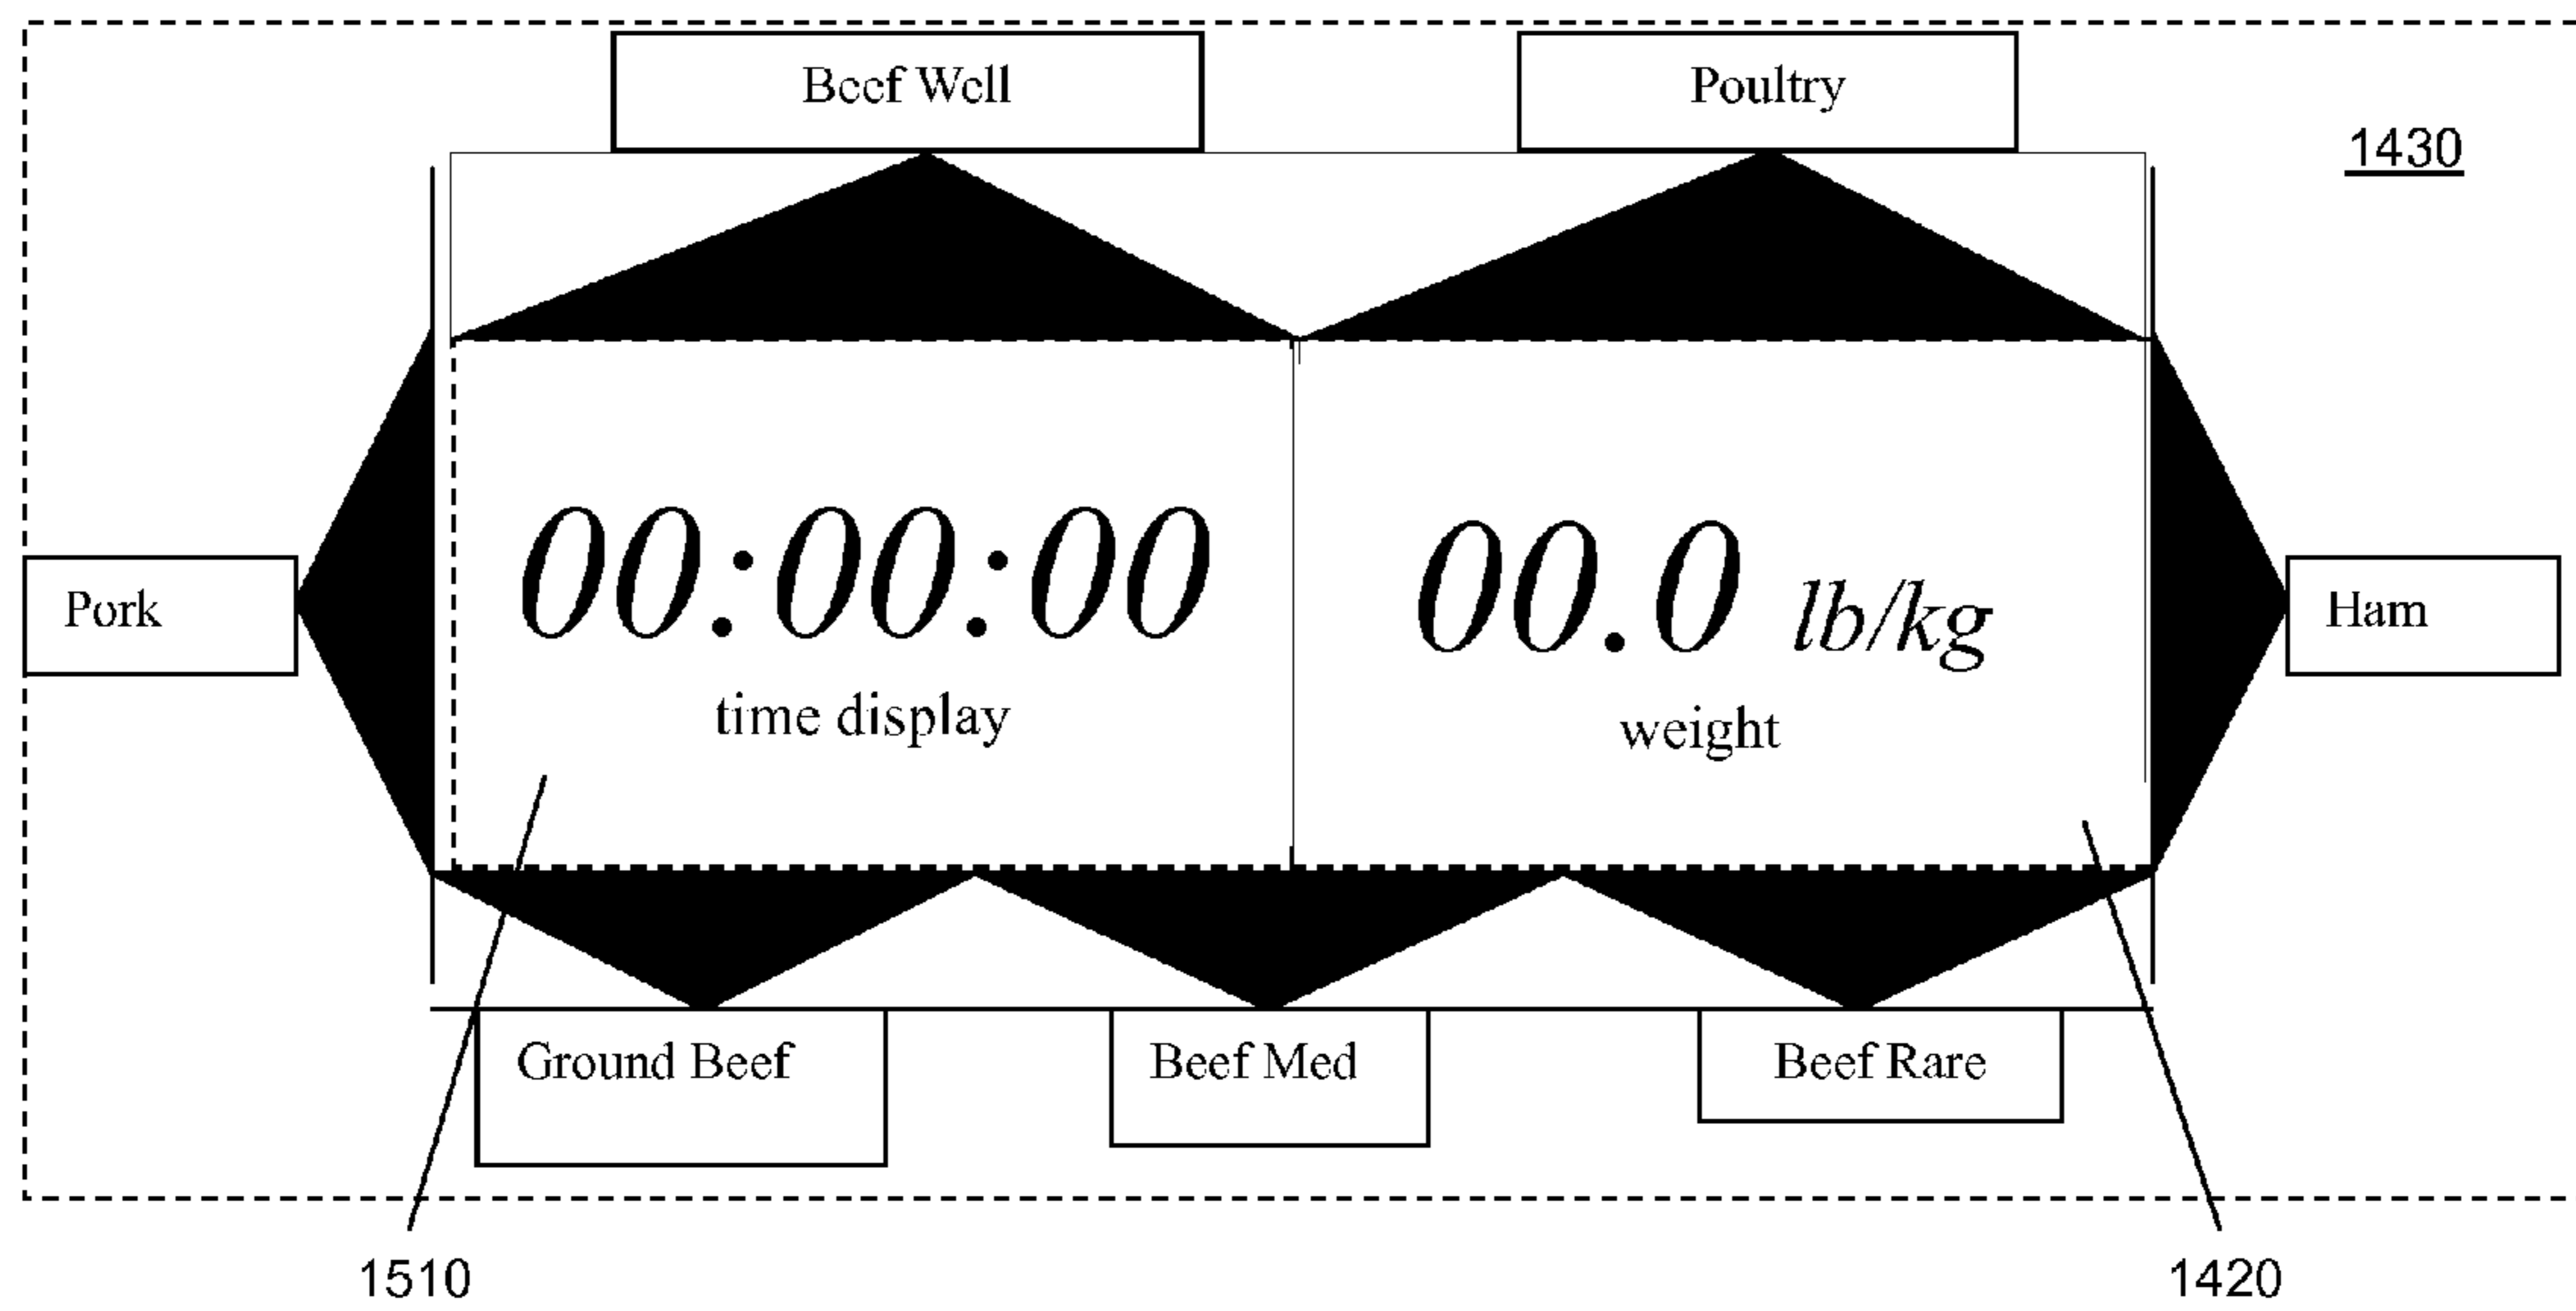 Beef Well
Poultry
1430
00:00:00
00.0 lb/kg
time display
weight
Pork
Ham
Ground Beef
Beef Med
Beef Rare
1510
1420